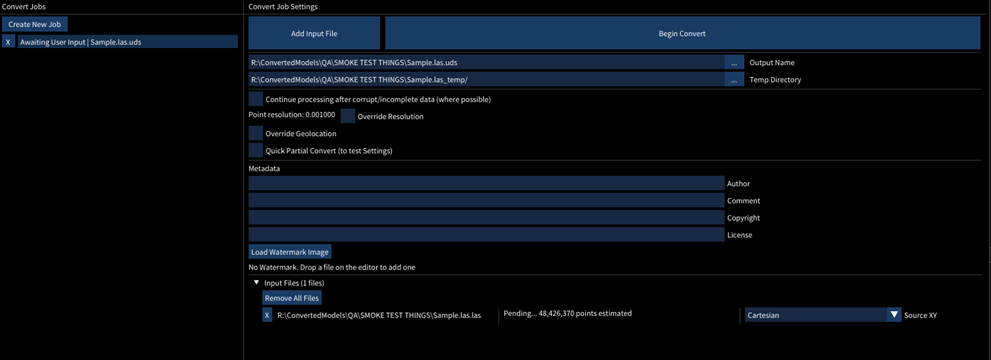 Convert Jobs
Create New Job
X Awaiting User Input | Sample.las.uds
Convert Job Settings
Add Input File Begin Convert
R:\ConvertedModels\QA\SMOKE TEST THINGS\Sample.las.uds ... Output Name
R:\ConvertedModels\QA\SMOKE TEST THINGS\Sample.las_temp/ ... Temp Directory
Continue processing after corrupt/incomplete data (where possible)
Point resolution: 0.001000 Override Resolution
Override Geolocation
Quick Partial Convert (to test Settings)
Metadata
Author
Comment
Copyright
License
Load Watermark Image
No Watermark. Drop a file on the editor to add one
Input Files (1 files)
Remove All Files
X R:\ConvertedModels\QA\SMOKE TEST THINGS\Sample.las.las Pending... 48,426,370 points estimated Cartesian Source XY